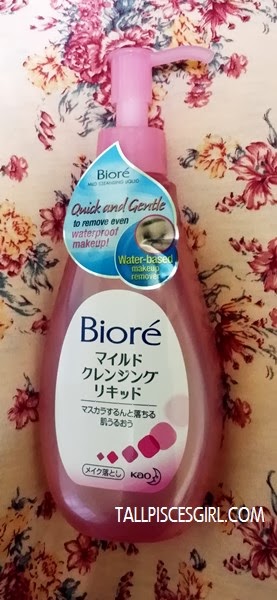 Bioré
MILD CLEANSING LIQUID
Quick and Gentle
to remove even
waterproof
makeup!
Water-based
makeup
remover
Bioré
マイルド
クレンジング
リキッド
マスカラするんと落ちる
肌うるおう
メイク落とし
Kao
TALLPISCESGIRL.COM